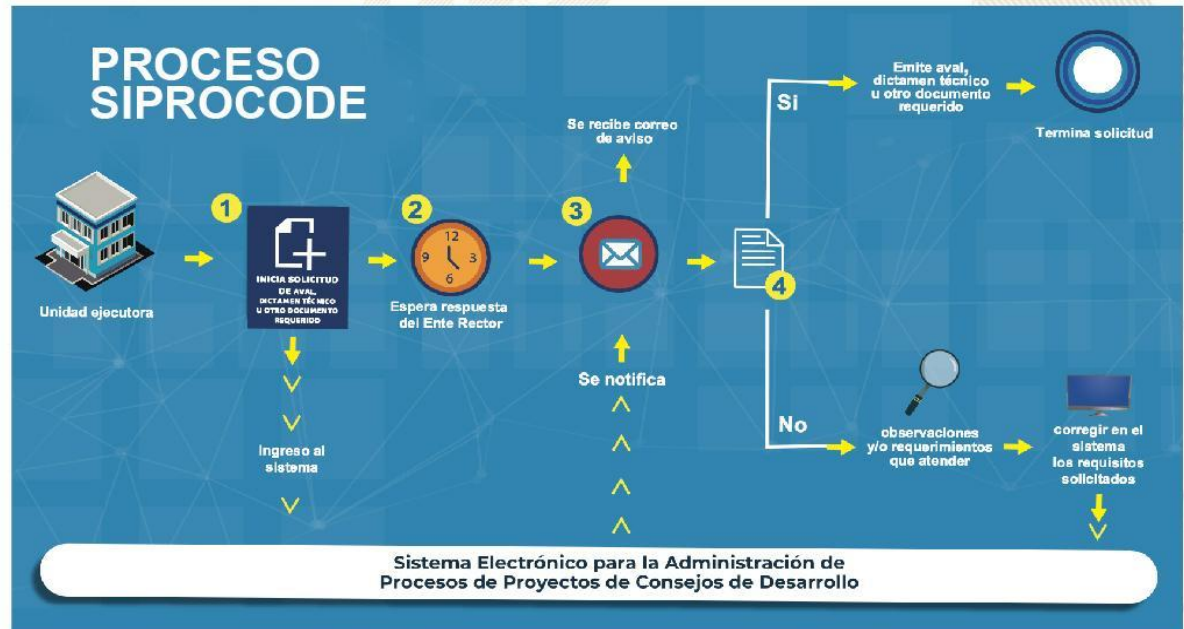 PROCESO
SIPROCODE
Unidad ejecutora
1
INICIA SOLICITUD
DE AVAL,
DICTAMEN TÉCNICO
U OTRO DOCUMENTO
REQUERIDO
Ingreso al
sistema
2
12
9
3
6
Espera respuesta
del Ente Rector
Se recibe correo
de aviso
3
Se notifica
4
Si
Emite aval,
dictamen técnico
u otro documento
requerido
Termina solicitud
No
observaciones
y/o requerimientos
que atender
corregir en el
sistema
los requisitos
solicitados
Sistema Electrónico para la Administración de
Procesos de Proyectos de Consejos de Desarrollo